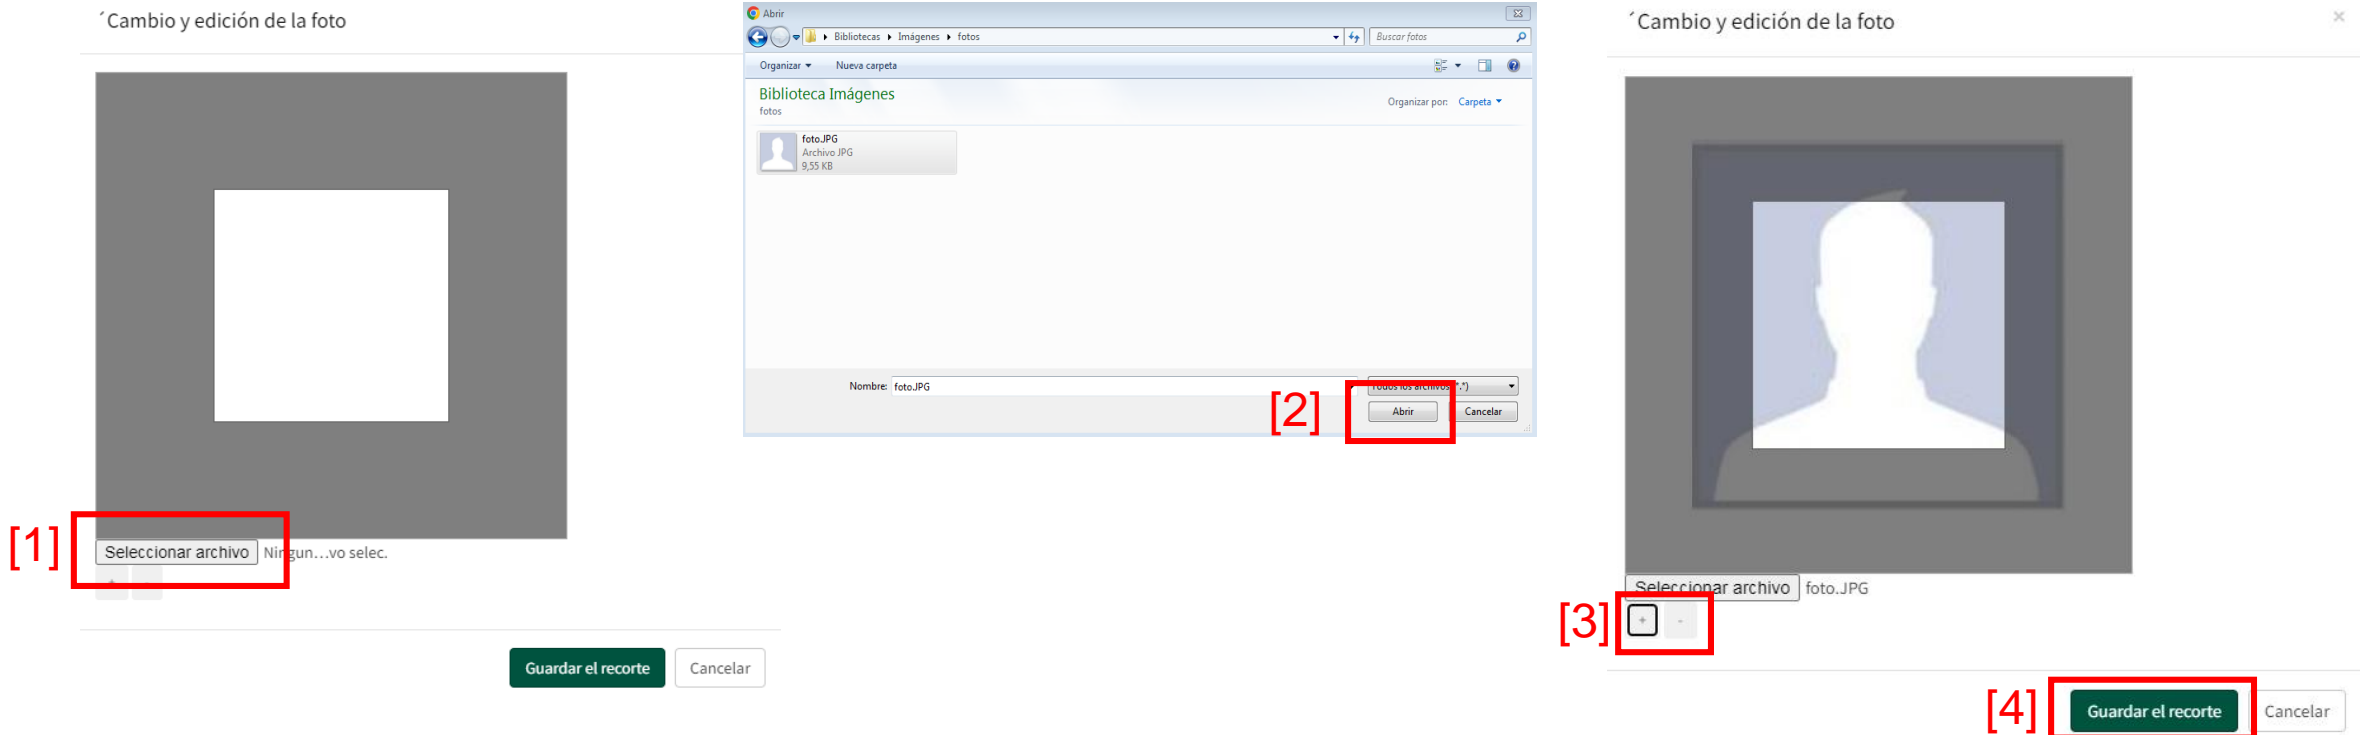 ´Cambio y edición de la foto
[1]
Seleccionar archivo Ningun...vo selec.
+ -
Guardar el recorte Cancelar
Abrir
Bibliotecas Imágenes fotos
Buscar fotos
Organizar Nueva carpeta
Biblioteca Imágenes
fotos
Organizar por: Carpeta
foto.JPG
Archivo JPG
9,55 KB
Nombre: foto.JPG
Todos los archivos (*.*)
[2]
Abrir Cancelar
´Cambio y edición de la foto ×
Seleccionar archivo foto.JPG
[3]
+ -
[4]
Guardar el recorte Cancelar